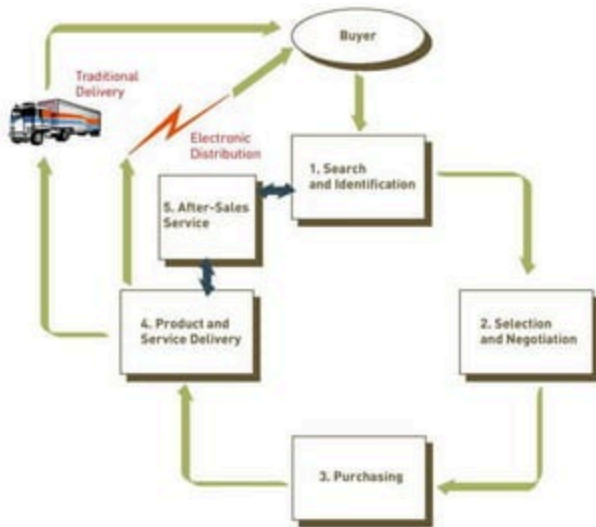 Buyer
Traditional
Delivery
Electronic
Distribution
1. Search
and Identification
5. After-Sales
Service
4. Product and
Service Delivery
2. Selection
and Negotiation
3. Purchasing